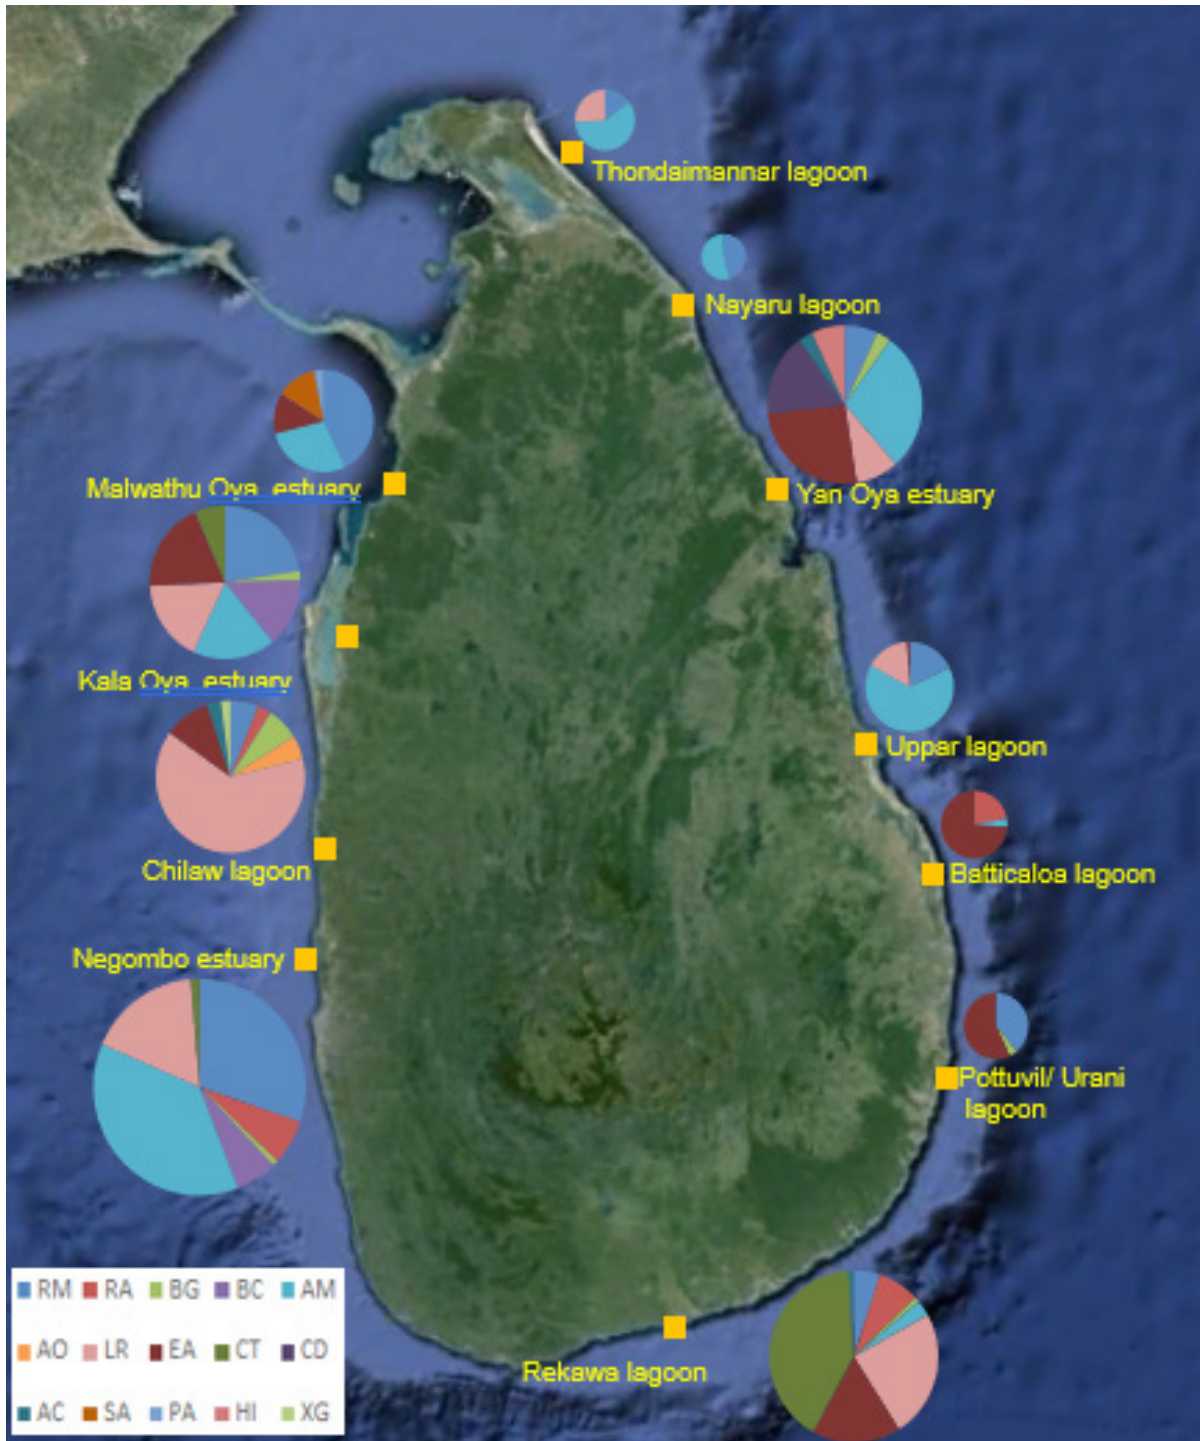 Thondaimannar lagoon
Nayaru lagoon
Malwathu Oya estuary
Yan Oya estuary
Kala Oya estuary
Uppar lagoon
Chilaw lagoon
Batticaloa lagoon
Negombo estuary
Pottuvil/ Urani
lagoon
Rekawa lagoon
RM RA BG BC AM
AO LR EA CT CD
AC SA PA HI XG